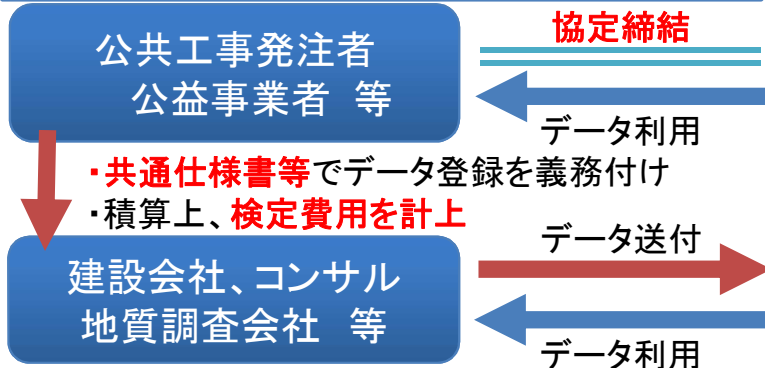 協定締結
公共工事発注者
公益事業者 等
データ利用
・共通仕様書等でデータ登録を義務付け
・積算上、検定費用を計上
データ送付
建設会社、コンサル
地質調査会社 等
データ利用